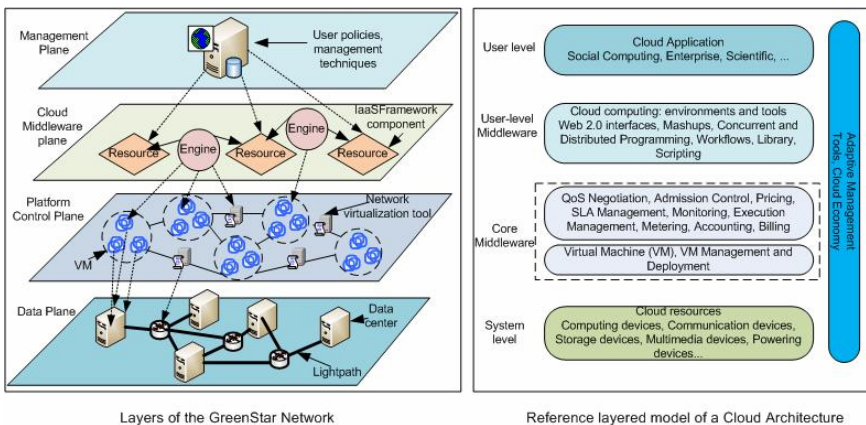 Management
Plane
User policies,
management
techniques
Cloud
Middleware
plane
IaaSFramework
component
Engine
Engine
Resource
Resource
Resource
Platform
Control Plane
Network
virtualization tool
VM
Data Plane
Data
center
Lightpath
Layers of the GreenStar Network
User level
Cloud Application
Social Computing, Enterprise, Scientific, ...
User-level
Middleware
Cloud computing: environments and tools
Web 2.0 interfaces, Mashups, Concurrent and
Distributed Programming, Workflows, Library,
Scripting
Core
Middleware
QoS Negotiation, Admission Control, Pricing,
SLA Management, Monitoring, Execution
Management, Metering, Accounting, Billing
Virtual Machine (VM), VM Management and
Deployment
System
level
Cloud resources
Computing devices, Communication devices,
Storage devices, Multimedia devices, Powering
devices...
Adaptive Management
Tools, Cloud Economy
Reference layered model of a Cloud Architecture